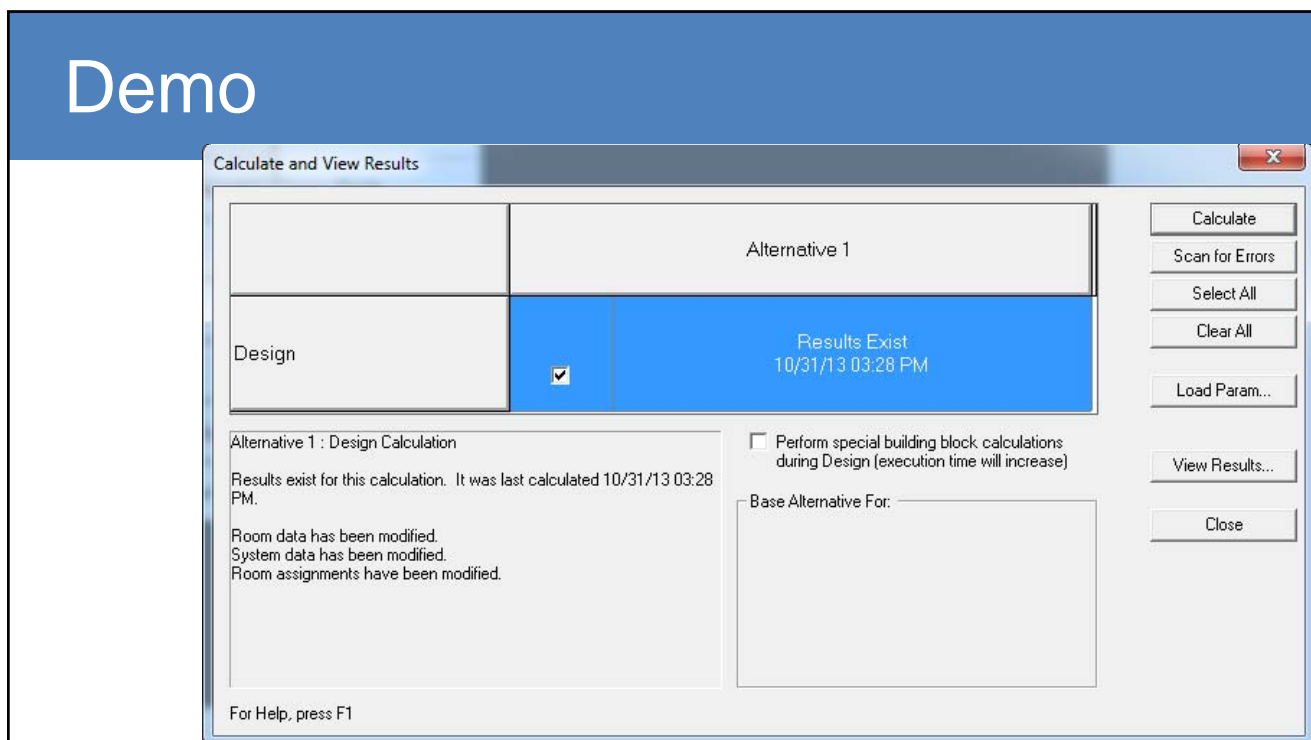 Demo
Calculate and View Results
Alternative 1
Design
Results Exist
10/31/13 03:28 PM
Alternative 1 : Design Calculation
Results exist for this calculation. It was last calculated 10/31/13 03:28
PM.
Room data has been modified.
System data has been modified.
Room assignments have been modified.
Perform special building block calculations
during Design (execution time will increase)
Base Alternative For:
Calculate
Scan for Errors
Select All
Clear All
Load Param...
View Results...
Close
For Help, press F1